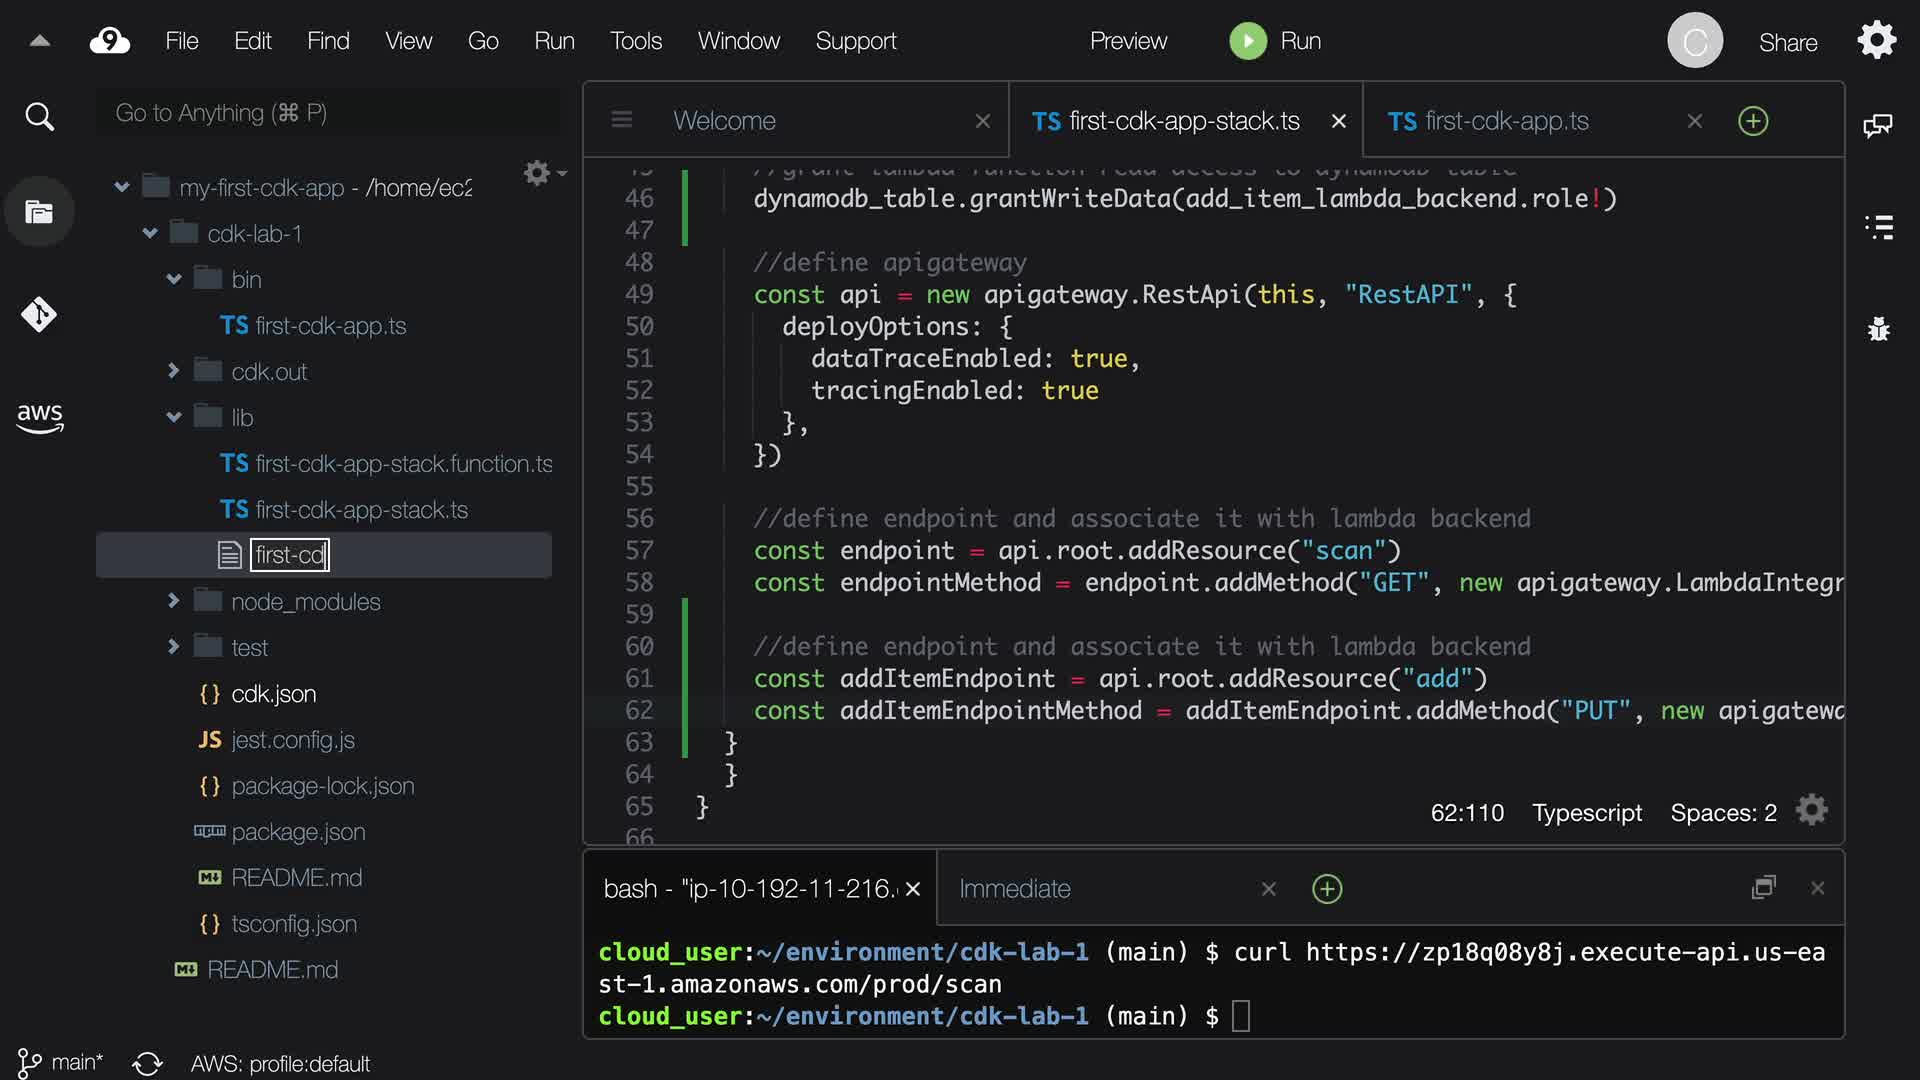 9 File Edit Find View Go Run Tools Window Support Preview Run C Share
Go to Anything (⌘ P)
Welcome
TS first-cdk-app-stack.ts
TS first-cdk-app.ts
my-first-cdk-app - /home/ec2
cdk-lab-1
bin
TS first-cdk-app.ts
cdk.out
aws
lib
TS first-cdk-app-stack.function.ts
TS first-cdk-app-stack.ts
first-cd
node_modules
test
{} cdk.json
JS jest.config.js
{} package-lock.json
npm package.json
M↓ README.md
{} tsconfig.json
M↓ README.md
45 //grant lambda function read access to dynamodb table
46 dynamodb_table.grantWriteData(add_item_lambda_backend.role!)
47
48 //define apigateway
49 const api = new apigateway.RestApi(this, "RestAPI", {
50 deployOptions: {
51 dataTraceEnabled: true,
52 tracingEnabled: true
53 },
54 })
55
56 //define endpoint and associate it with lambda backend
57 const endpoint = api.root.addResource("scan")
58 const endpointMethod = endpoint.addMethod("GET", new apigateway.LambdaIntegr
59
60 //define endpoint and associate it with lambda backend
61 const addItemEndpoint = api.root.addResource("add")
62 const addItemEndpointMethod = addItemEndpoint.addMethod("PUT", new apigatewa
63 }
64 }
65 }
66
62:110 Typescript Spaces: 2
bash - "ip-10-192-11-216.
Immediate
cloud_user:~/environment/cdk-lab-1 (main) $ curl https://zp18q08y8j.execute-api.us-ea
st-1.amazonaws.com/prod/scan
cloud_user:~/environment/cdk-lab-1 (main) $
main* AWS: profile:default